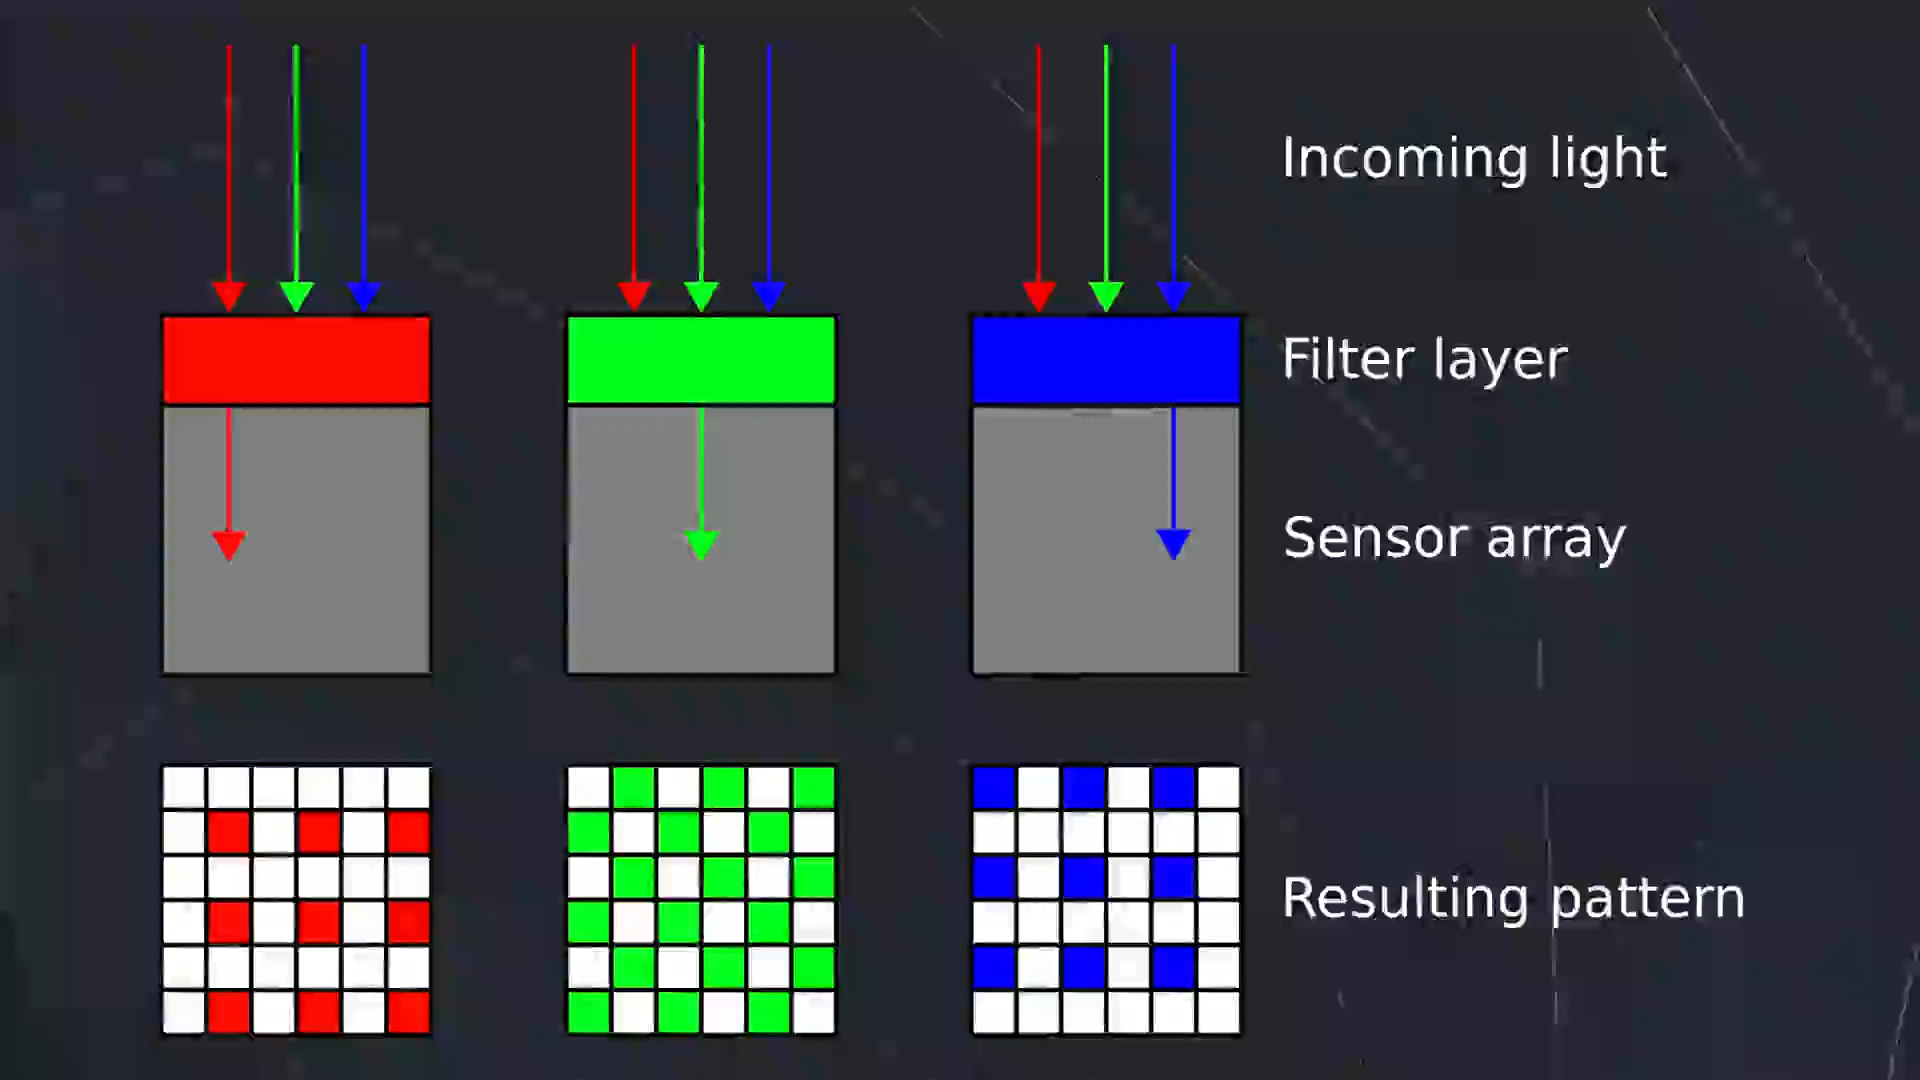 Incoming light
Filter layer
Sensor array
Resulting pattern